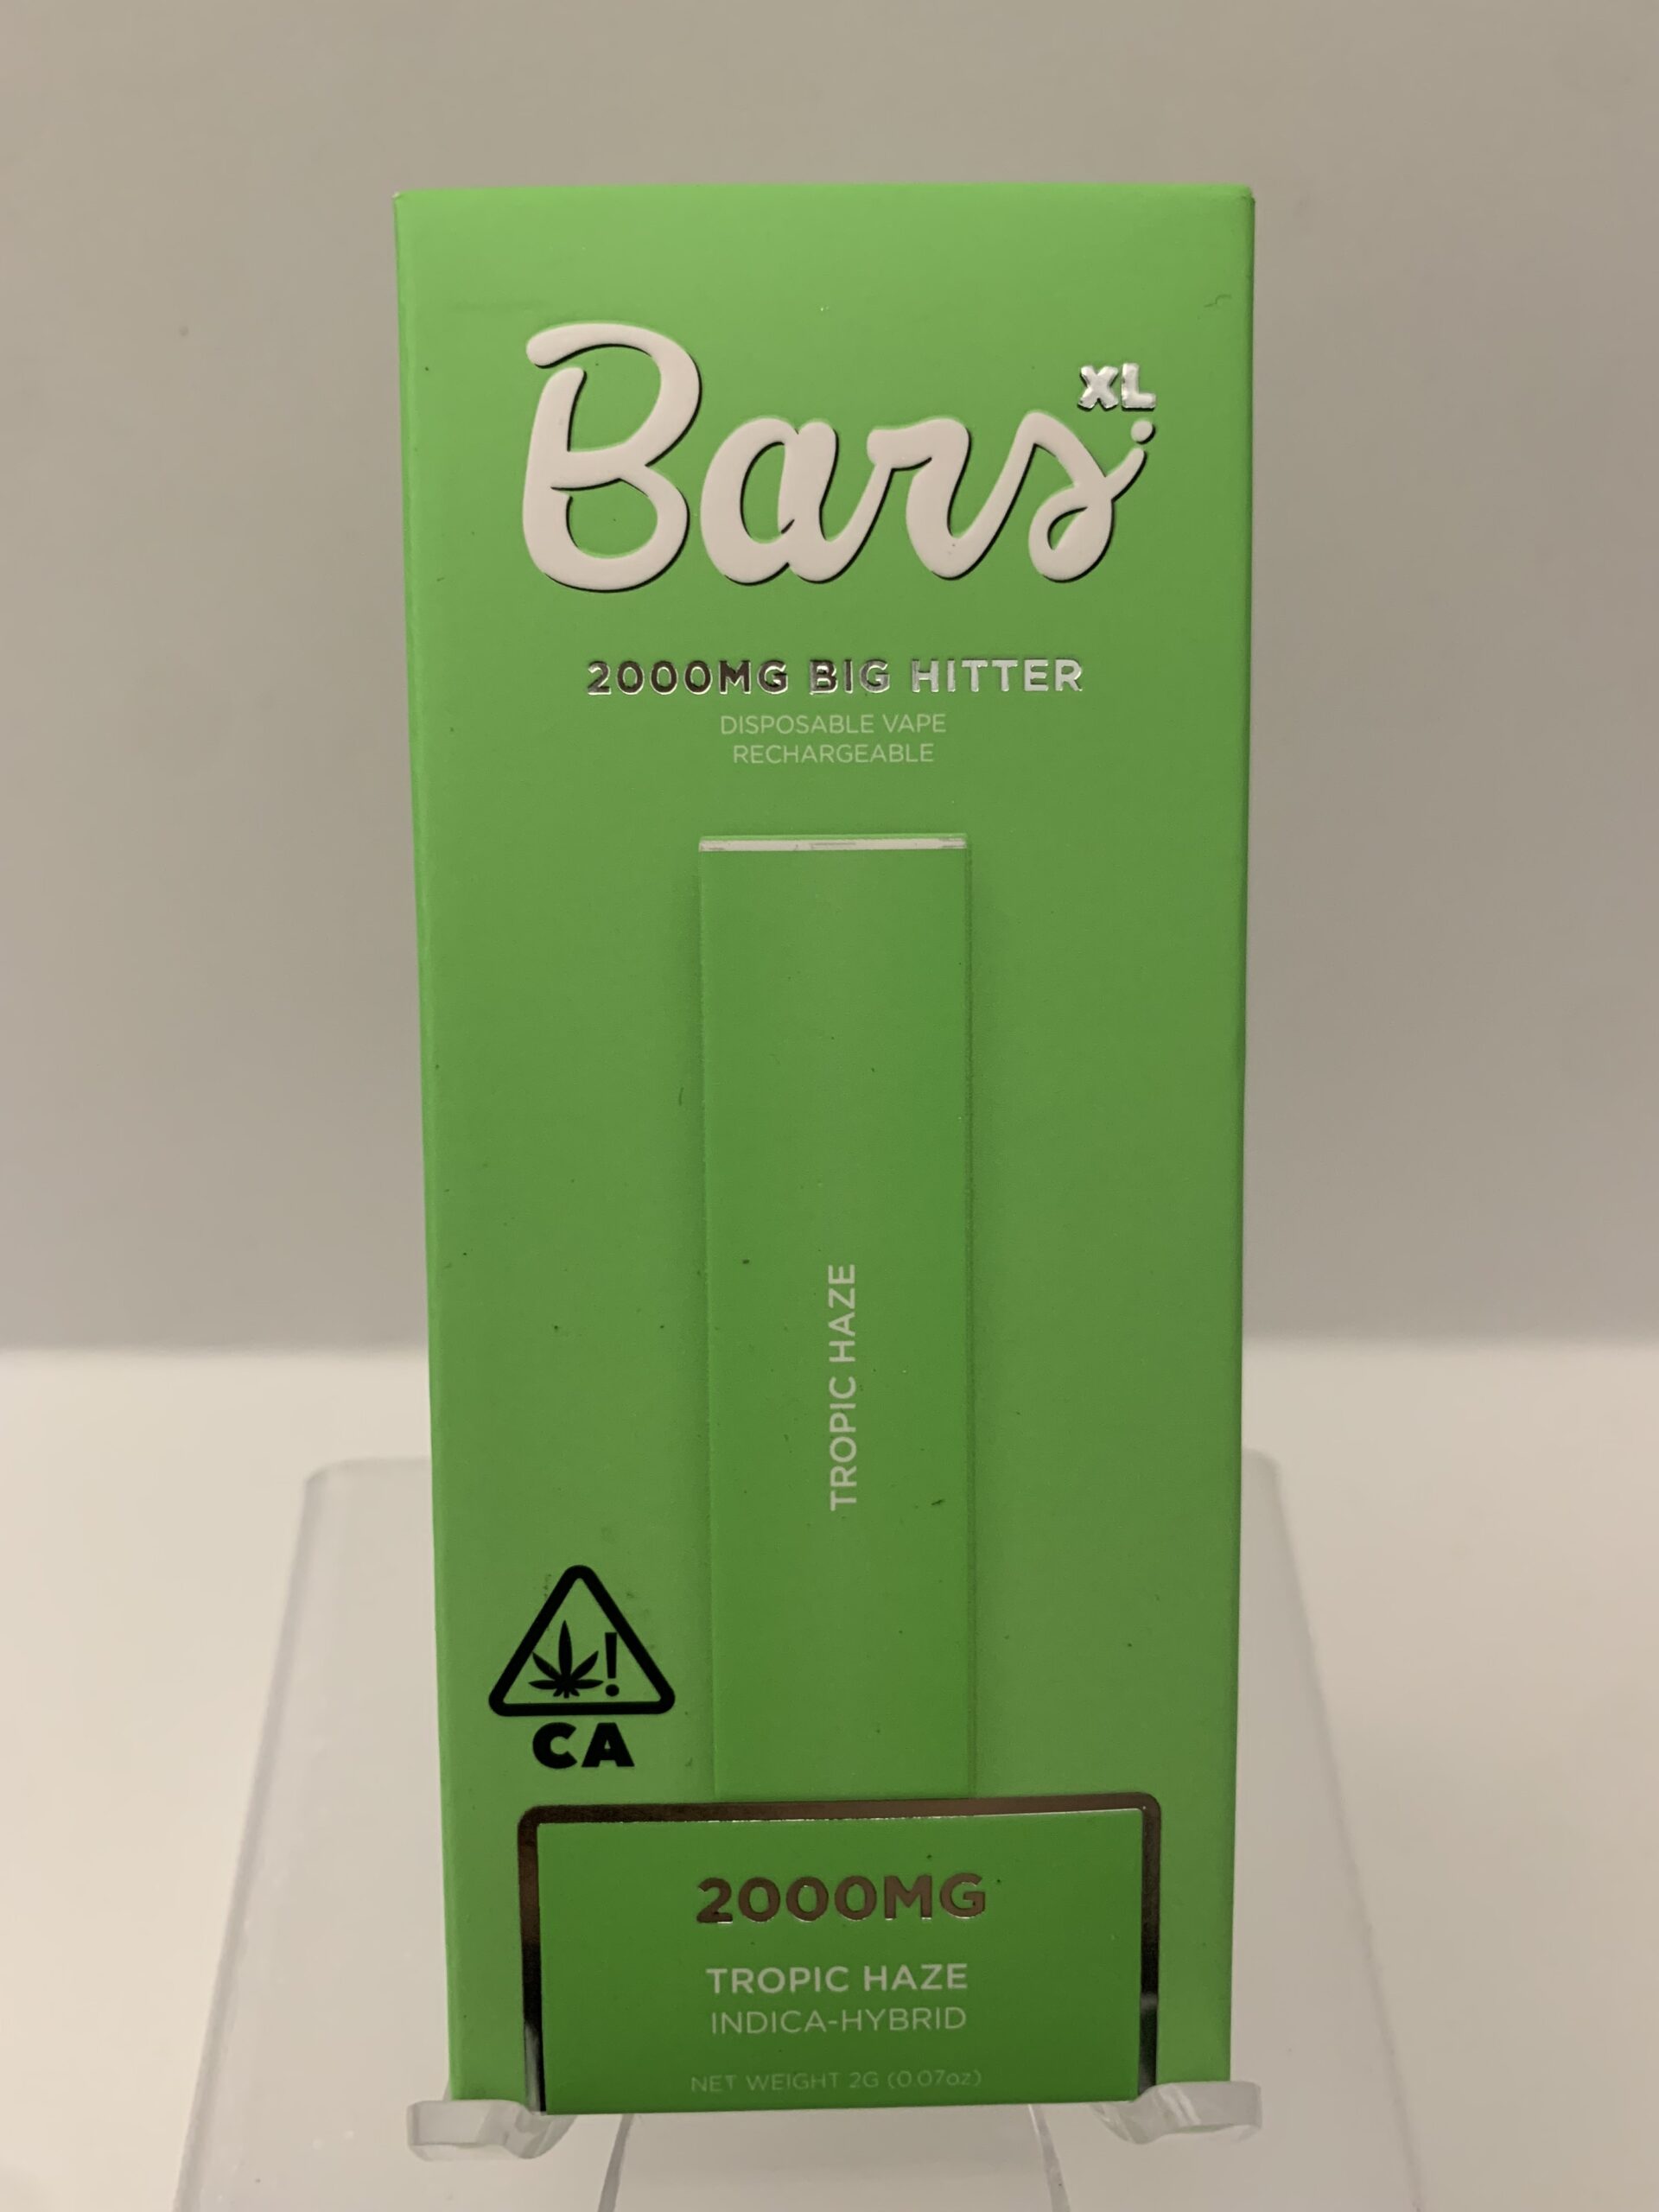 Bars XL
2000MG BIG HITTER
DISPOSABLE VAPE
RECHARGEABLE
TROPIC HAZE
CA
2000MG
TROPIC HAZE
INDICA-HYBRID
NET WEIGHT 2G (0.07oz)